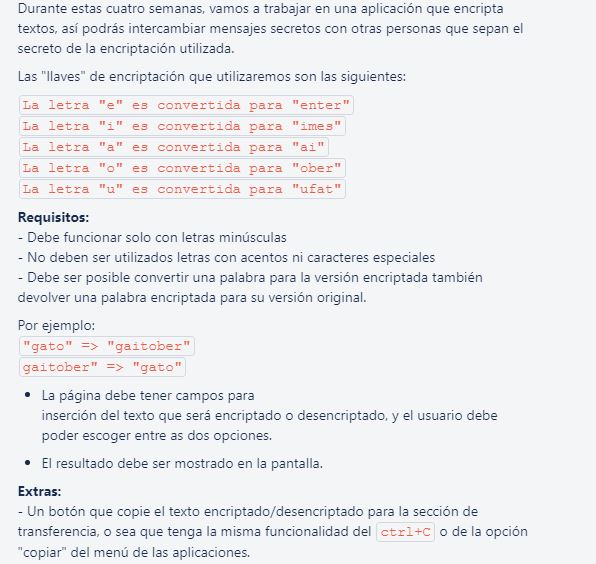 Durante estas cuatro semanas, vamos a trabajar en una aplicación que encripta
textos, así podrás intercambiar mensajes secretos con otras personas que sepan el
secreto de la encriptación utilizada.
Las "llaves" de encriptación que utilizaremos son las siguientes:
La letra "e" es convertida para "enter"
La letra "i" es convertida para "imes"
La letra "a" es convertida para "ai"
La letra "o" es convertida para "ober"
La letra "u" es convertida para "ufat"
Requisitos:
- Debe funcionar solo con letras minúsculas
- No deben ser utilizados letras con acentos ni caracteres especiales
- Debe ser posible convertir una palabra para la versión encriptada también
devolver una palabra encriptada para su versión original.
Por ejemplo:
"gato" => "gaitober"
gaitober" => "gato"
• La página debe tener campos para
inserción del texto que será encriptado o desencriptado, y el usuario debe
poder escoger entre as dos opciones.
• El resultado debe ser mostrado en la pantalla.
Extras:
- Un botón que copie el texto encriptado/desencriptado para la sección de
transferencia, o sea que tenga la misma funcionalidad del ctrl+C o de la opción
"copiar" del menú de las aplicaciones.